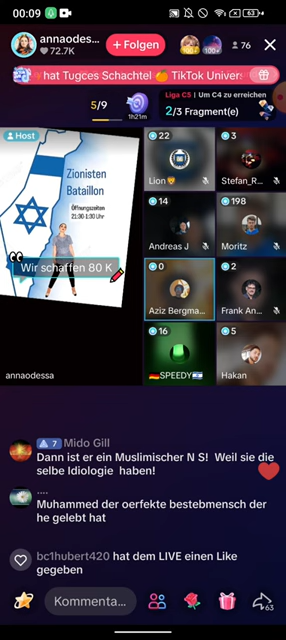 00:09
63
annaodes...
72.7K
+ Folgen
100+
76
hat Tugces Schachtel 🍊 TikTok Univers
5/9
1h21m
Liga C5 | Um C4 zu erreichen
2/3 Fragment(e)
Host
Zionisten
Bataillon
Öffnungszeiten
21:00-1:00 Uhr
Wir schaffen 80 K
annaodessa
22
Lion🦁
3
Stefan_R...
14
Andreas J
198
Moritz
0
Aziz Bergma...
2
Frank An...
16
🇩🇪SPEEDY🇮🇱
5
Hakan
7 Mido Gill
Dann ist er ein Muslimischer N S! Weil sie die
selbe Idiologie haben!
....
Muhammed der oerfekte bestebmensch der
he gelebt hat
bc1hubert420 hat dem LIVE einen Like
gegeben
Kommenta...
63